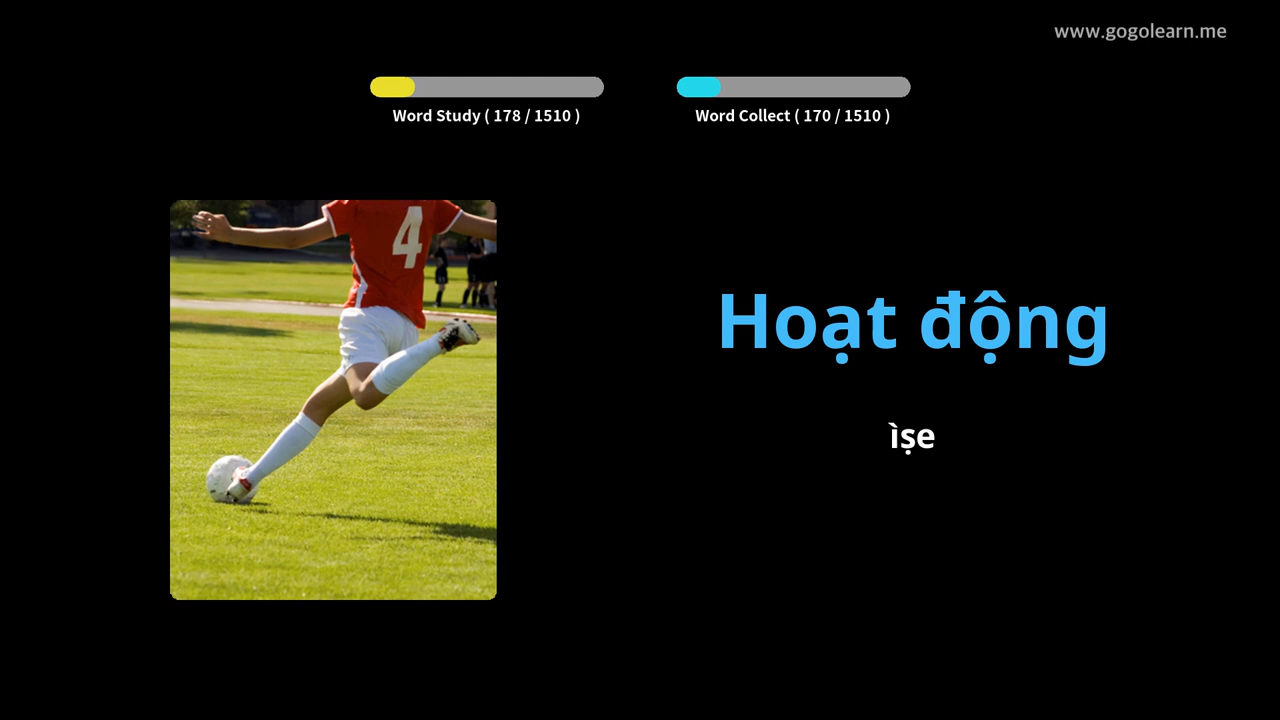 www.gogolearn.me
Word Study ( 178 / 1510 )
Word Collect ( 170 / 1510 )
4
Hoạt động
ìṣe